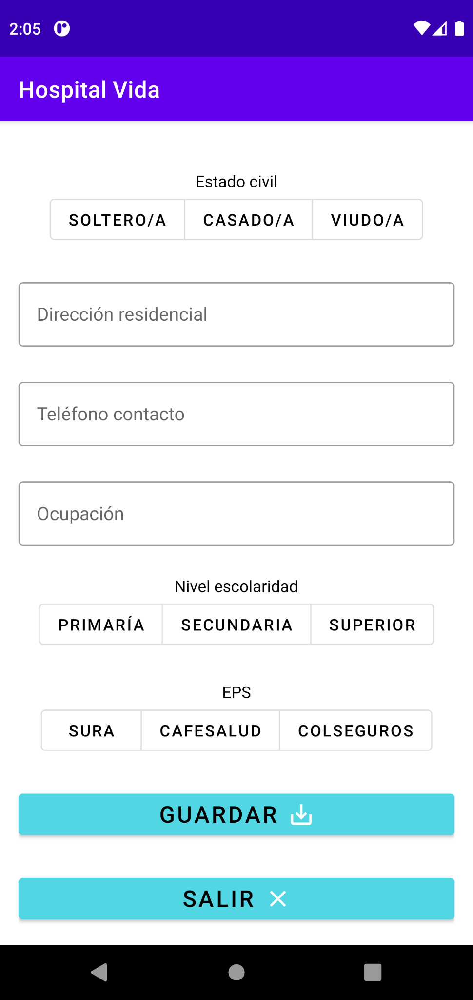 2:05
Hospital Vida
Estado civil
SOLTERO/A CASADO/A VIUDO/A
Dirección residencial
Teléfono contacto
Ocupación
Nivel escolaridad
PRIMARÍA SECUNDARIA SUPERIOR
EPS
SURA CAFESALUD COLSEGUROS
GUARDAR
SALIR